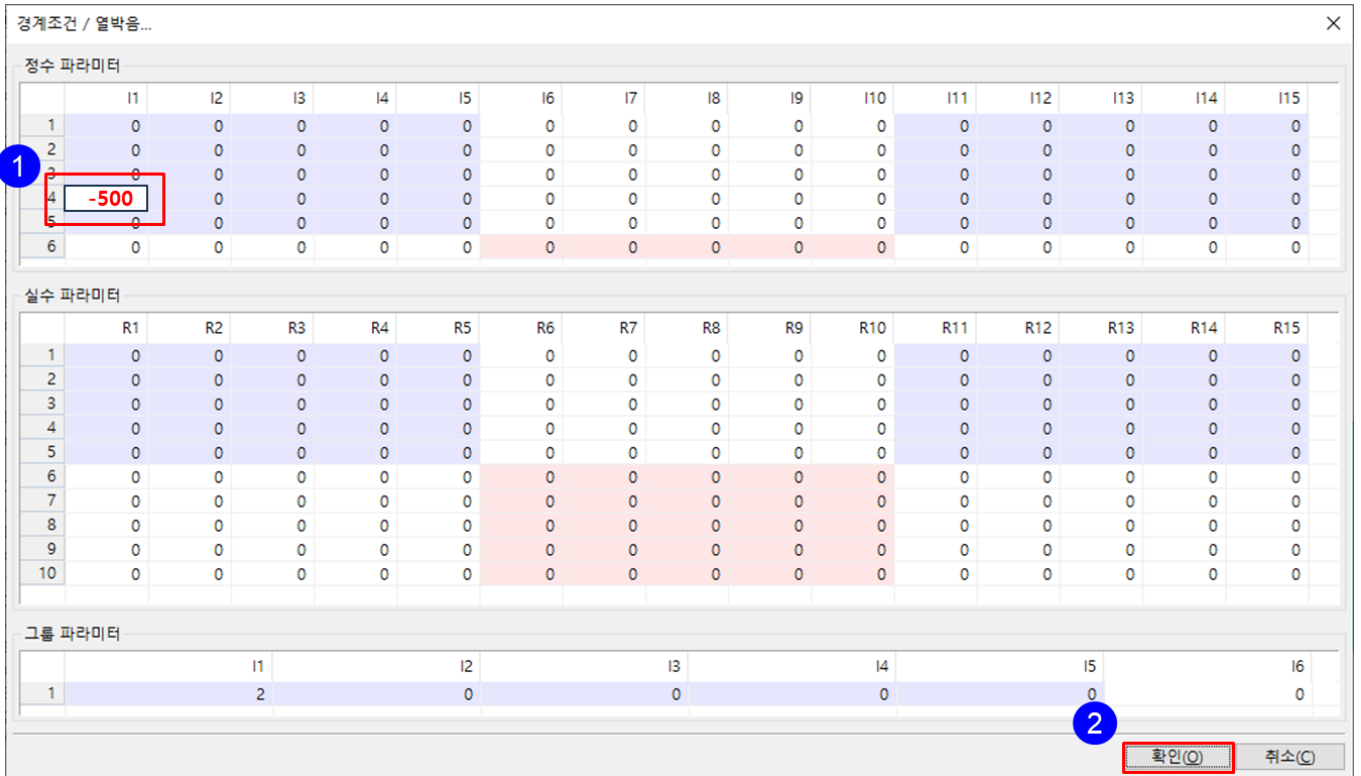 경계조건 / 열박음...
정수 파라미터
I1 I2 I3 I4 I5 I6 I7 I8 I9 I10 I11 I12 I13 I14 I15
1 0 0 0 0 0 0 0 0 0 0 0 0 0 0 0
2 0 0 0 0 0 0 0 0 0 0 0 0 0 0 0
1
3 0 0 0 0 0 0 0 0 0 0 0 0 0 0 0
4 -500 0 0 0 0 0 0 0 0 0 0 0 0 0 0
5 0 0 0 0 0 0 0 0 0 0 0 0 0 0 0
6 0 0 0 0 0 0 0 0 0 0 0 0 0 0 0
실수 파라미터
R1 R2 R3 R4 R5 R6 R7 R8 R9 R10 R11 R12 R13 R14 R15
1 0 0 0 0 0 0 0 0 0 0 0 0 0 0 0
2 0 0 0 0 0 0 0 0 0 0 0 0 0 0 0
3 0 0 0 0 0 0 0 0 0 0 0 0 0 0 0
4 0 0 0 0 0 0 0 0 0 0 0 0 0 0 0
5 0 0 0 0 0 0 0 0 0 0 0 0 0 0 0
6 0 0 0 0 0 0 0 0 0 0 0 0 0 0 0
7 0 0 0 0 0 0 0 0 0 0 0 0 0 0 0
8 0 0 0 0 0 0 0 0 0 0 0 0 0 0 0
9 0 0 0 0 0 0 0 0 0 0 0 0 0 0 0
10 0 0 0 0 0 0 0 0 0 0 0 0 0 0 0
그룹 파라미터
I1 I2 I3 I4 I5 I6
1 2 0 0 0 0 0
2
확인(O) 취소(C)